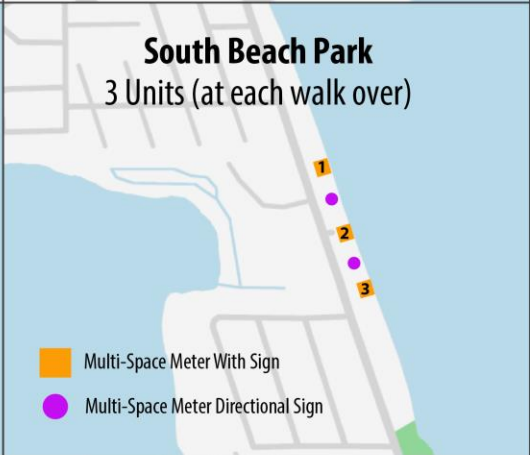 South Beach Park
3 Units (at each walk over)
1
2
3
Multi-Space Meter With Sign
Multi-Space Meter Directional Sign